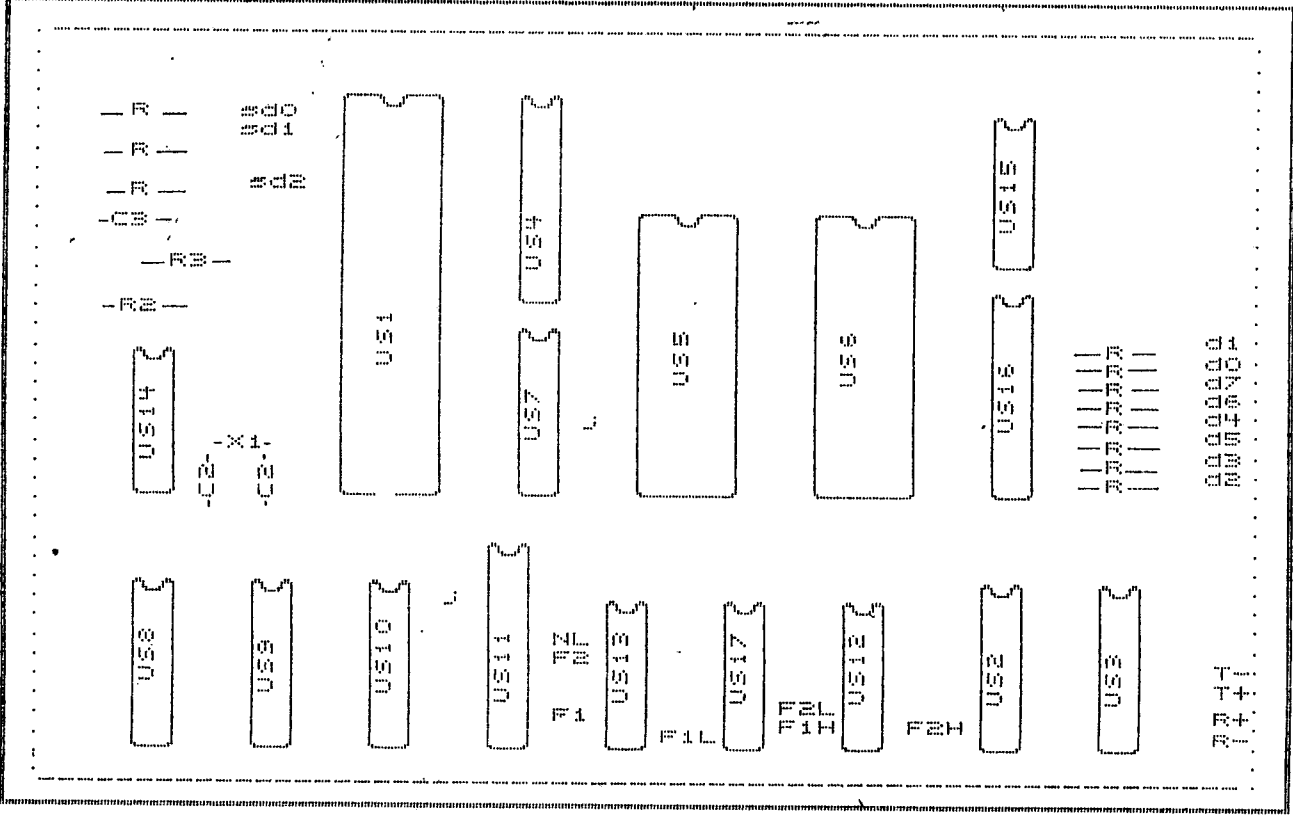 R
sd0
sd1
R
R
sd2
C3
R3
R2
US1
US4
US15
US5
US6
US7
US16
US14
X1
C2
C2
R
d1
R
d0
R
d7
R
d6
R
d4
R
d5
R
d3
R
d2
US8
US9
US10
US11
NL
F2
F1
US13
F1L
US17
F2L
F1H
US12
F2H
US2
US3
T-
T+
R+
R-